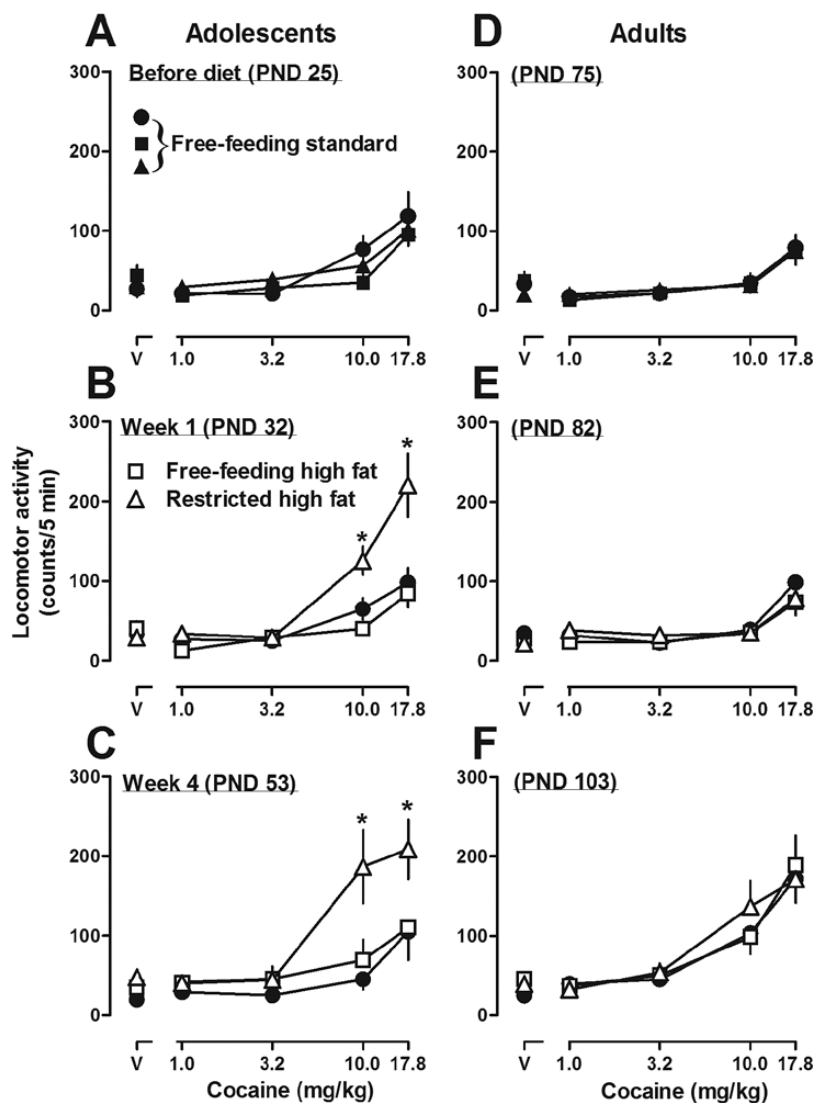 A
Adolescents
D
Adults
Before diet (PND 25)
(PND 75)
300
200
100
0
Free-feeding standard
V
1.0
3.2
10.0
17.8
300
200
100
0
V
1.0
3.2
10.0
17.8
B
E
Week 1 (PND 32)
(PND 82)
Locomotor activity
(counts/5 min)
300
200
100
0
Free-feeding high fat
Restricted high fat
*
*
V
1.0
3.2
10.0
17.8
300
200
100
0
V
1.0
3.2
10.0
17.8
C
F
Week 4 (PND 53)
(PND 103)
300
200
100
0
*
*
V
1.0
3.2
10.0
17.8
Cocaine (mg/kg)
300
200
100
0
V
1.0
3.2
10.0
17.8
Cocaine (mg/kg)